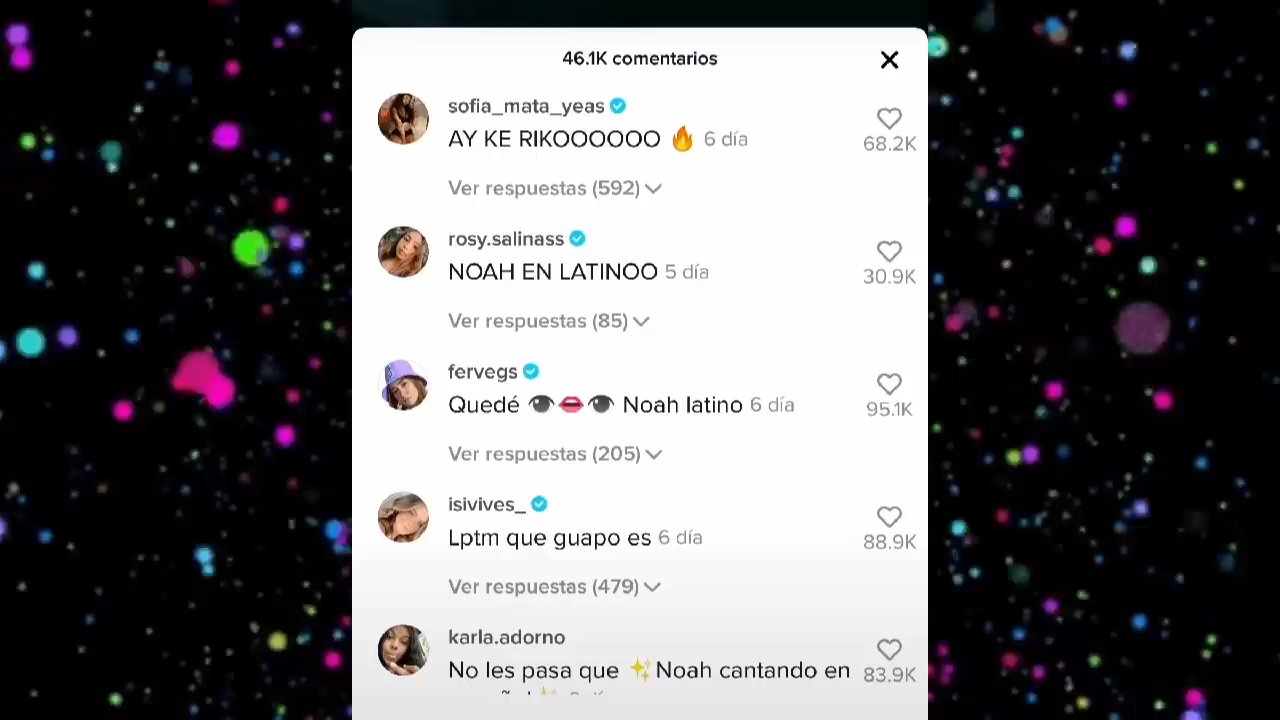 46.1K comentarios
sofia_mata_yeas
AY KE RIKOOOOOO 🔥 6 día
68.2K
Ver respuestas (592)
rosy.salinass
NOAH EN LATINOO 5 día
30.9K
Ver respuestas (85)
fervegs
Quedé 👁👄👁 Noah latino 6 día
95.1K
Ver respuestas (205)
isivives_
Lptm que guapo es 6 día
88.9K
Ver respuestas (479)
karla.adorno
No les pasa que ✨Noah cantando en
83.9K